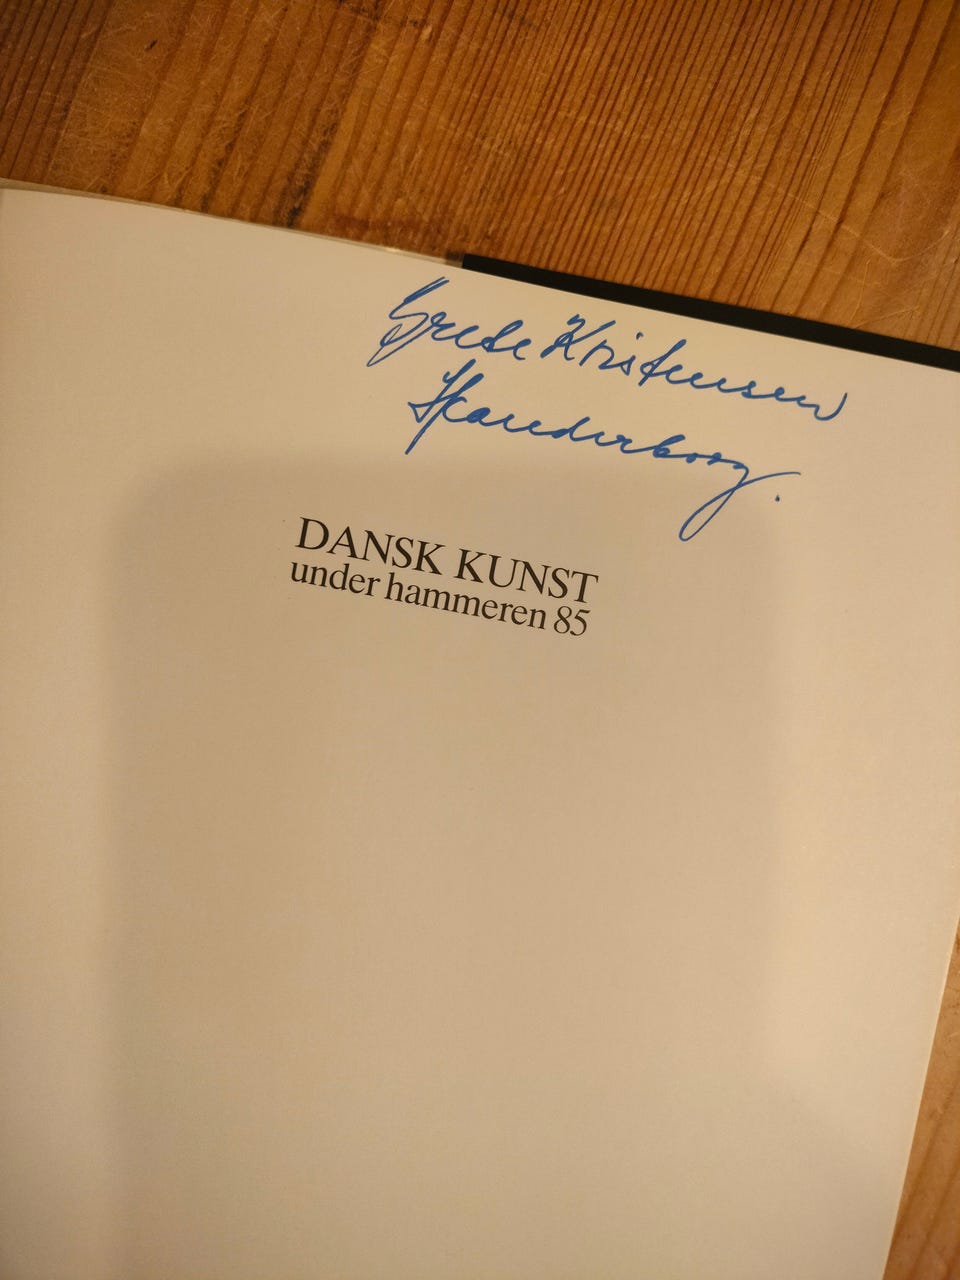 Grete Kristensen
Skanderborg.
DANSK KUNST
under hammeren 85